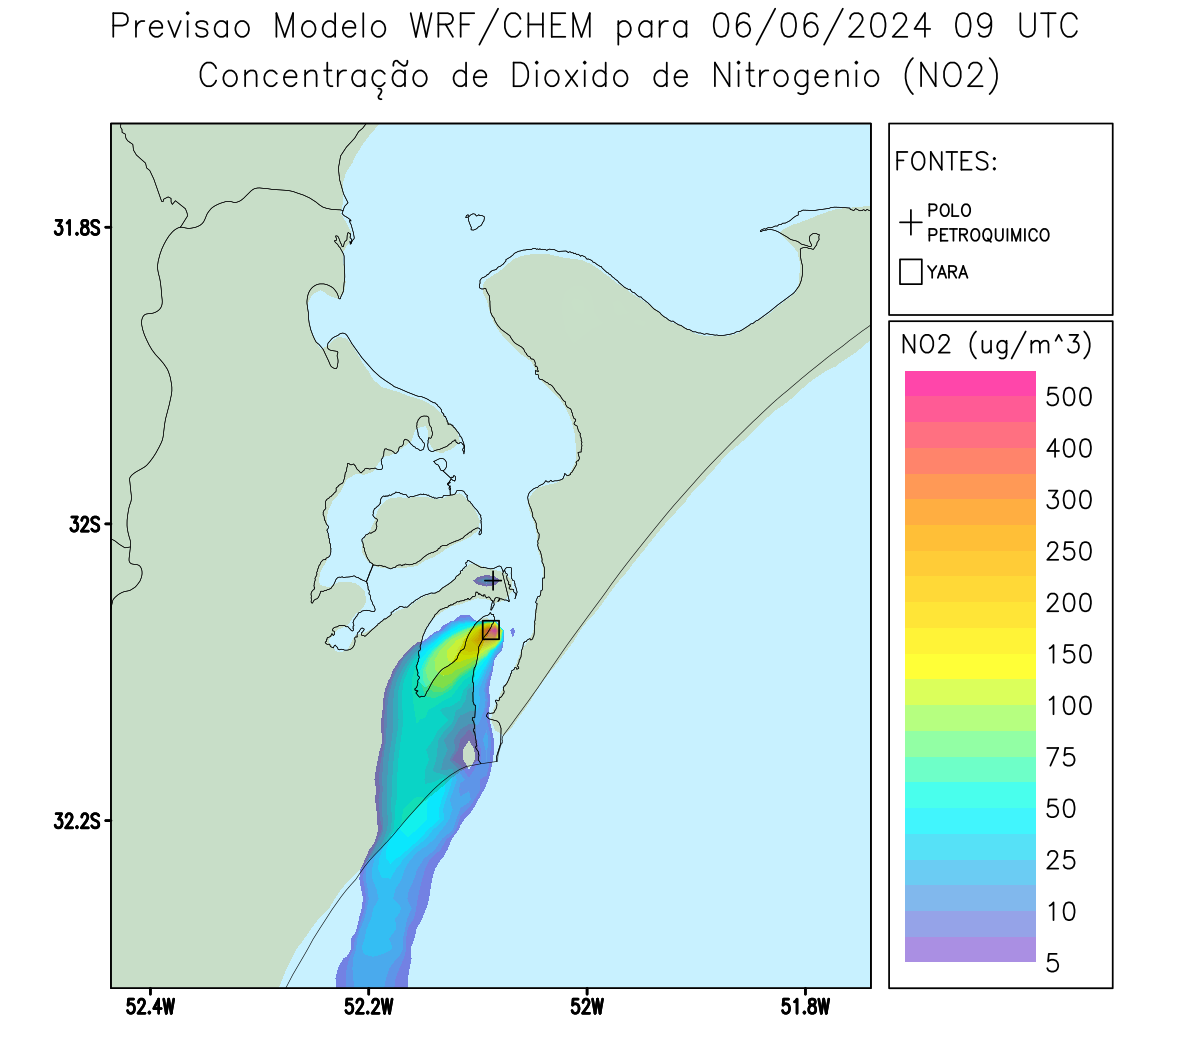 Previsao Modelo WRF/CHEM para 06/06/2024 09 UTC
Concentração de Dioxido de Nitrogenio (NO2)
FONTES:
POLO
PETROQUIMICO
YARA
NO2 (ug/m^3)
500
400
300
250
200
150
100
75
50
25
10
5
31.8S
32S
32.2S
52.4W
52.2W
52W
51.8W